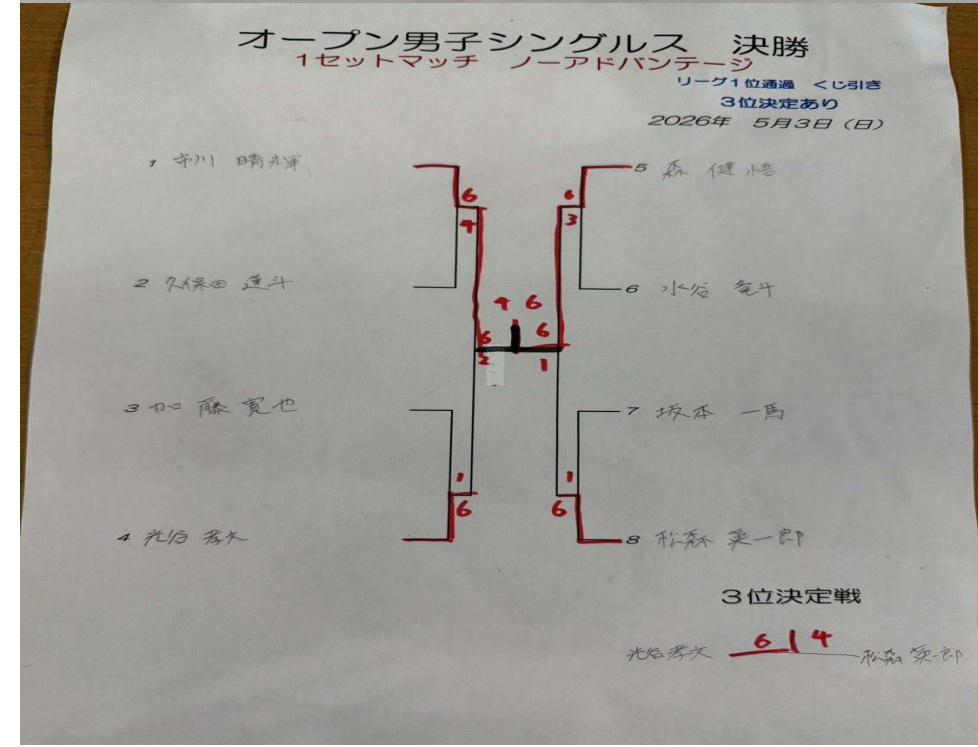 オープン男子シングルス 決勝
1セットマッチ ノーアドバンテージ
リーグ1位通過 くじ引き
3位決定あり
2026年 5月3日(日)
1 市川 晴輝
5 森 健悟
6 6
4 3
2 久保田 蓮斗
6 水谷 竜斗
4 6
6 6
2 1
3 加藤 寛也
7 坂本 一馬
1 1
6 6
4 光谷 孝文
8 松森 英一郎
3位決定戦
光谷孝文 6 4 松森 英一郎